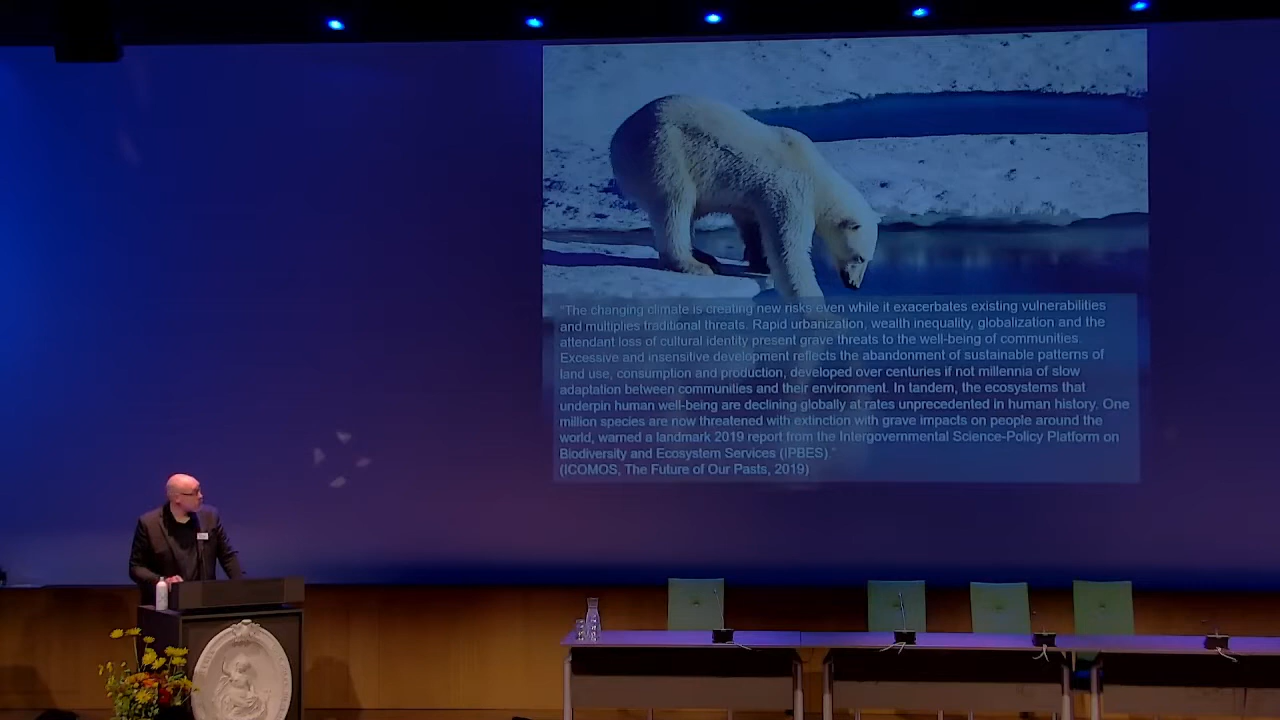 "The changing climate is creating new risks even while it exacerbates existing vulnerabilities
and multiplies traditional threats. Rapid urbanization, wealth inequality, globalization and the
attendant loss of cultural identity present grave threats to the well-being of communities.
Excessive and insensitive development reflects the abandonment of sustainable patterns of
land use, consumption and production, developed over centuries if not millennia of slow
adaptation between communities and their environment. In tandem, the ecosystems that
underpin human well-being are declining globally at rates unprecedented in human history. One
million species are now threatened with extinction with grave impacts on people around the
world, warned a landmark 2019 report from the Intergovernmental Science-Policy Platform on
Biodiversity and Ecosystem Services (IPBES)."
(ICOMOS, The Future of Our Pasts, 2019)